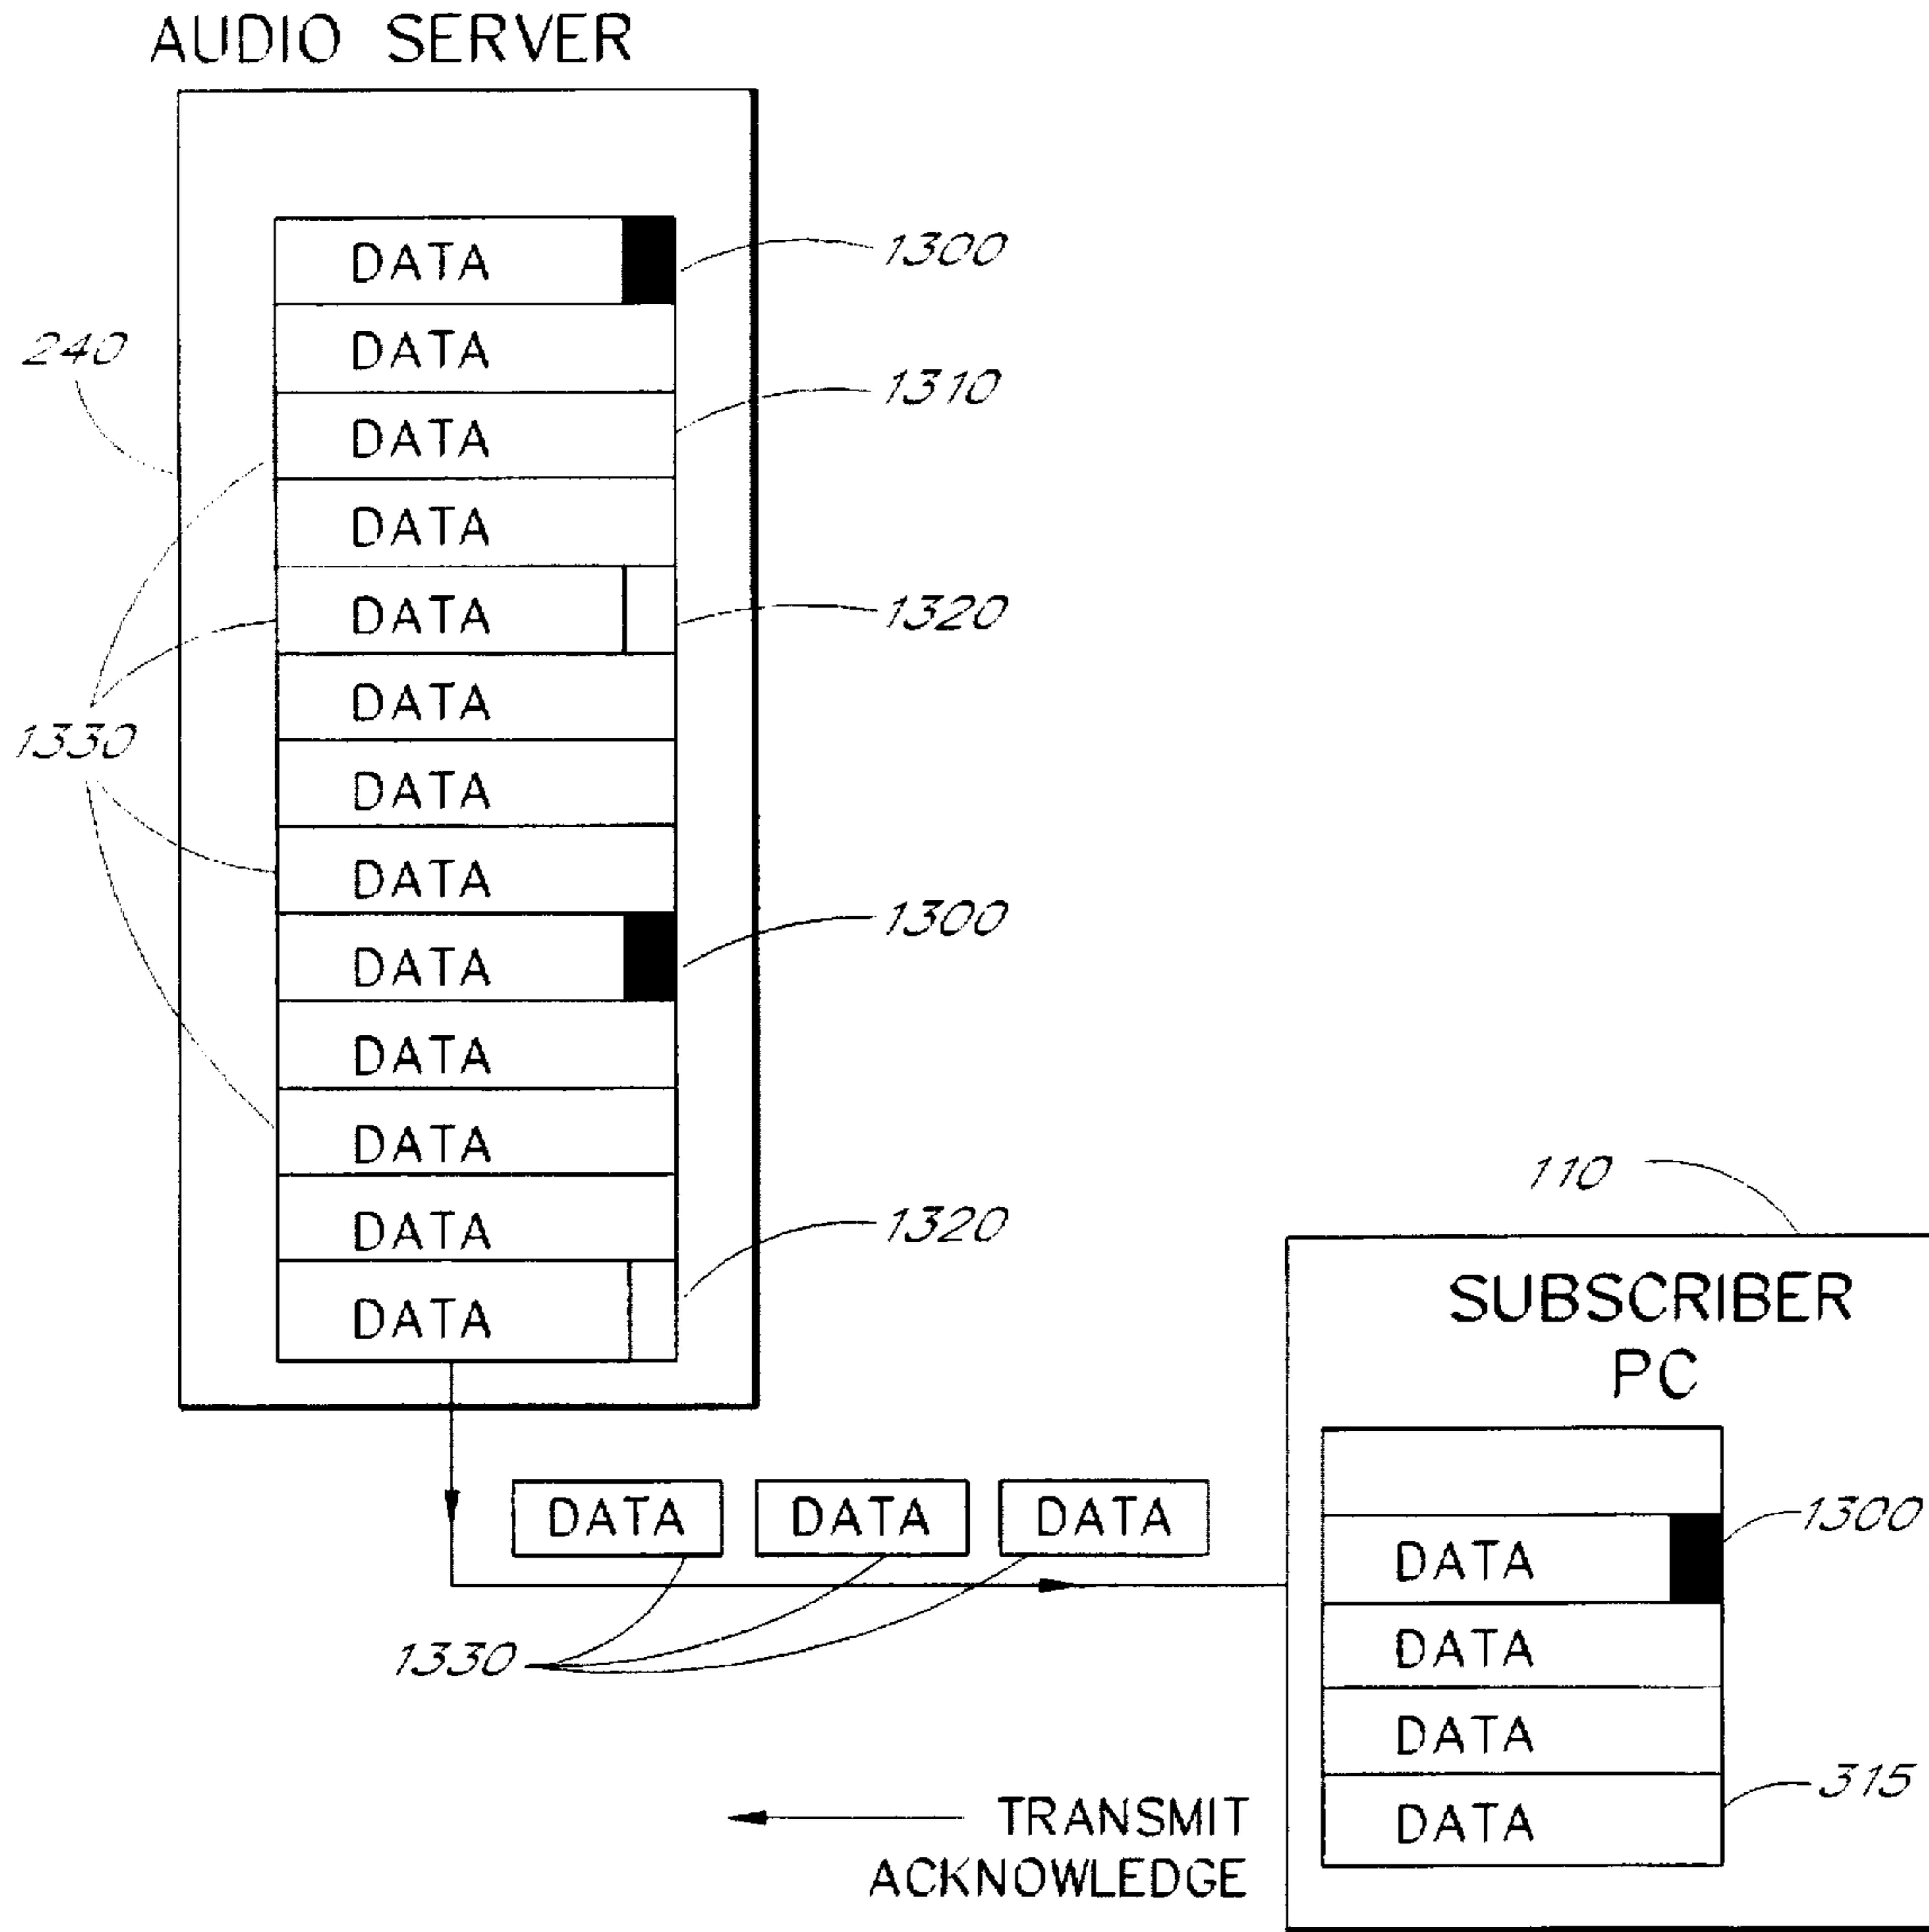 AUDIO SERVER
DATA
1300
DATA
240
1310
DATA
DATA
DATA
1320
DATA
1330
DATA
DATA
1300
DATA
DATA
DATA
110
DATA
1320
DATA
SUBSCRIBER
PC
DATA DATA DATA
1300
DATA
1330
DATA
DATA
315
TRANSMIT
ACKNOWLEDGE
DATA